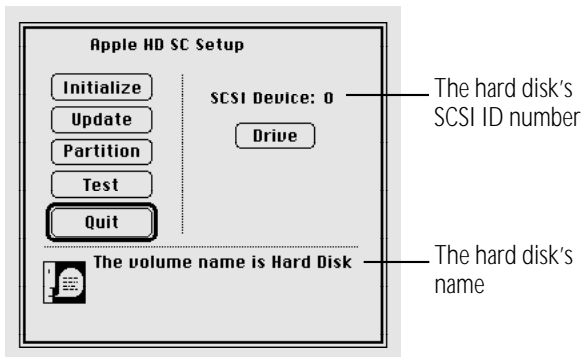 Apple HD SC Setup
Initialize
Update
Partition
Test
Quit
SCSI Device: 0
Drive
The volume name is Hard Disk
The hard disk’s
SCSI ID number
The hard disk’s
name